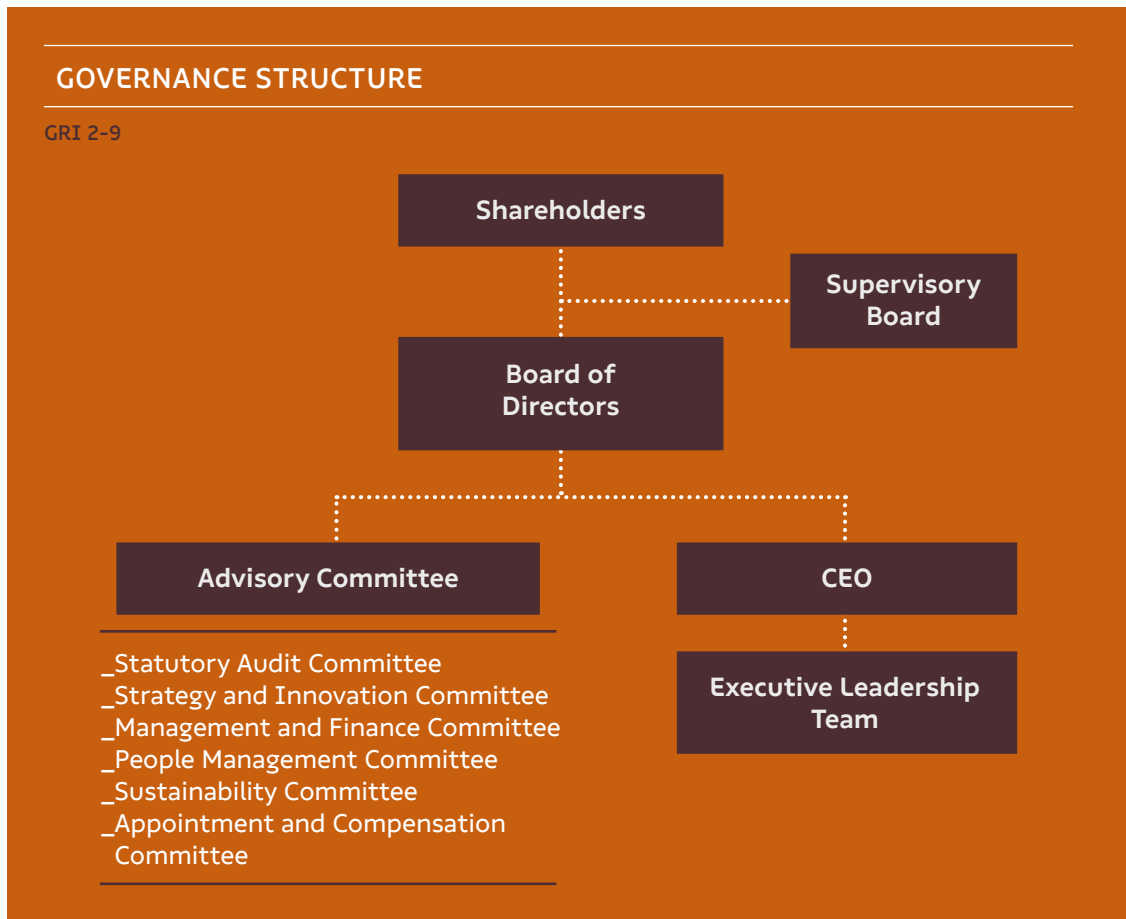 GOVERNANCE STRUCTURE
GRI 2-9
Shareholders
Supervisory
Board
Board of
Directors
Advisory Committee
CEO
_Statutory Audit Committee
_Strategy and Innovation Committee
_Management and Finance Committee
_People Management Committee
_Sustainability Committee
_Appointment and Compensation
Committee
Executive Leadership
Team